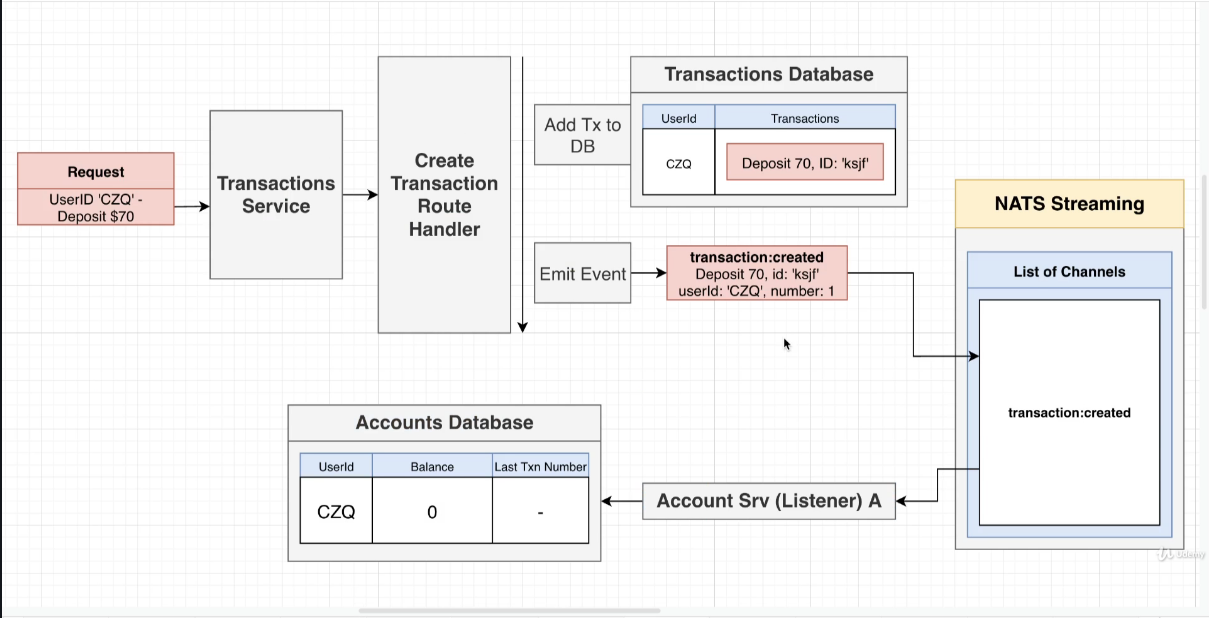 Transactions Database
UserId
Transactions
Add Tx to
DB
CZQ
Deposit 70, ID: 'ksjf'
Create
Transaction
Route
Handler
Request
UserID 'CZQ' -
Deposit $70
Transactions
Service
NATS Streaming
Emit Event
transaction:created
Deposit 70, id: 'ksjf'
userId: 'CZQ', number: 1
List of Channels
transaction:created
Accounts Database
UserId
Balance
Last Txn Number
CZQ
0
-
Account Srv (Listener) A
Udemy